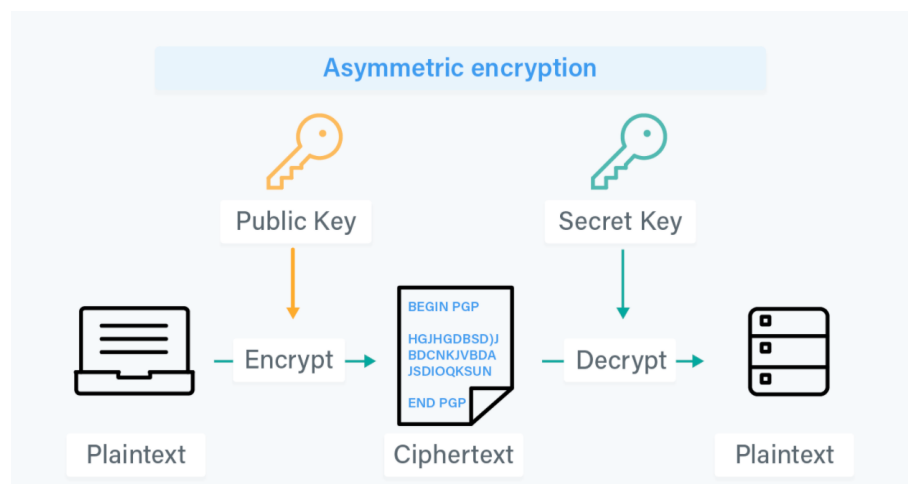 Asymmetric encryption
Public Key
Secret Key
Encrypt
BEGIN PGP
HGJHGDBSD)J
BDCNKJVBDA
JSDIOQKSUN
END PGP
Decrypt
Plaintext
Ciphertext
Plaintext